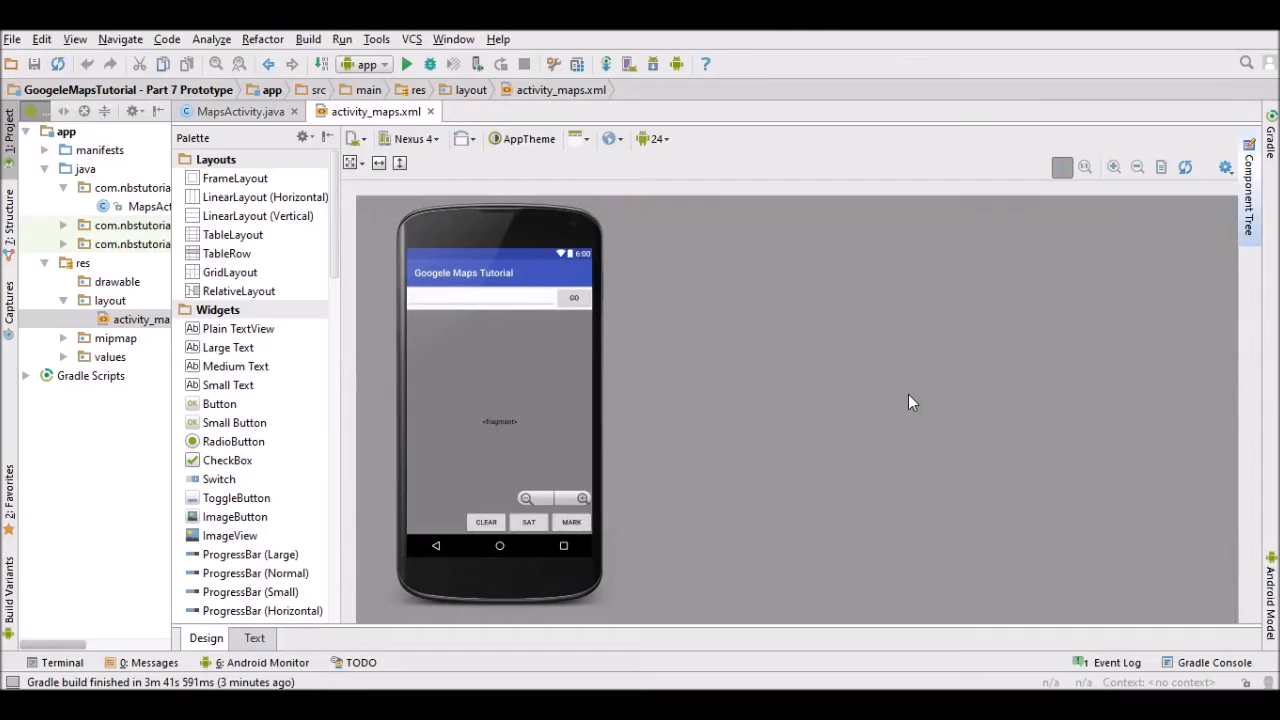 File Edit View Navigate Code Analyze Refactor Build Run Tools VCS Window Help
app
GoogeleMapsTutorial - Part 7 Prototype app src main res layout activity_maps.xml
1: Project
7: Structure
Captures
2: Favorites
Build Variants
app
manifests
java
com.nbstutoria
MapsAct
com.nbstutoria
com.nbstutoria
res
drawable
layout
activity_ma
mipmap
values
Gradle Scripts
MapsActivity.java activity_maps.xml
Palette
Layouts
FrameLayout
LinearLayout (Horizontal)
LinearLayout (Vertical)
TableLayout
TableRow
GridLayout
RelativeLayout
Widgets
Plain TextView
Large Text
Medium Text
Small Text
Button
Small Button
RadioButton
CheckBox
Switch
ToggleButton
ImageButton
ImageView
ProgressBar (Large)
ProgressBar (Normal)
ProgressBar (Small)
ProgressBar (Horizontal)
Nexus 4 AppTheme 24
6:00
Googele Maps Tutorial
GO
<fragment>
CLEAR SAT MARK
Gradle
Component Tree
Android Model
Design Text
Terminal 0: Messages 6: Android Monitor TODO 1 Event Log Gradle Console
Gradle build finished in 3m 41s 591ms (3 minutes ago) n/a n/a Context: <no context>